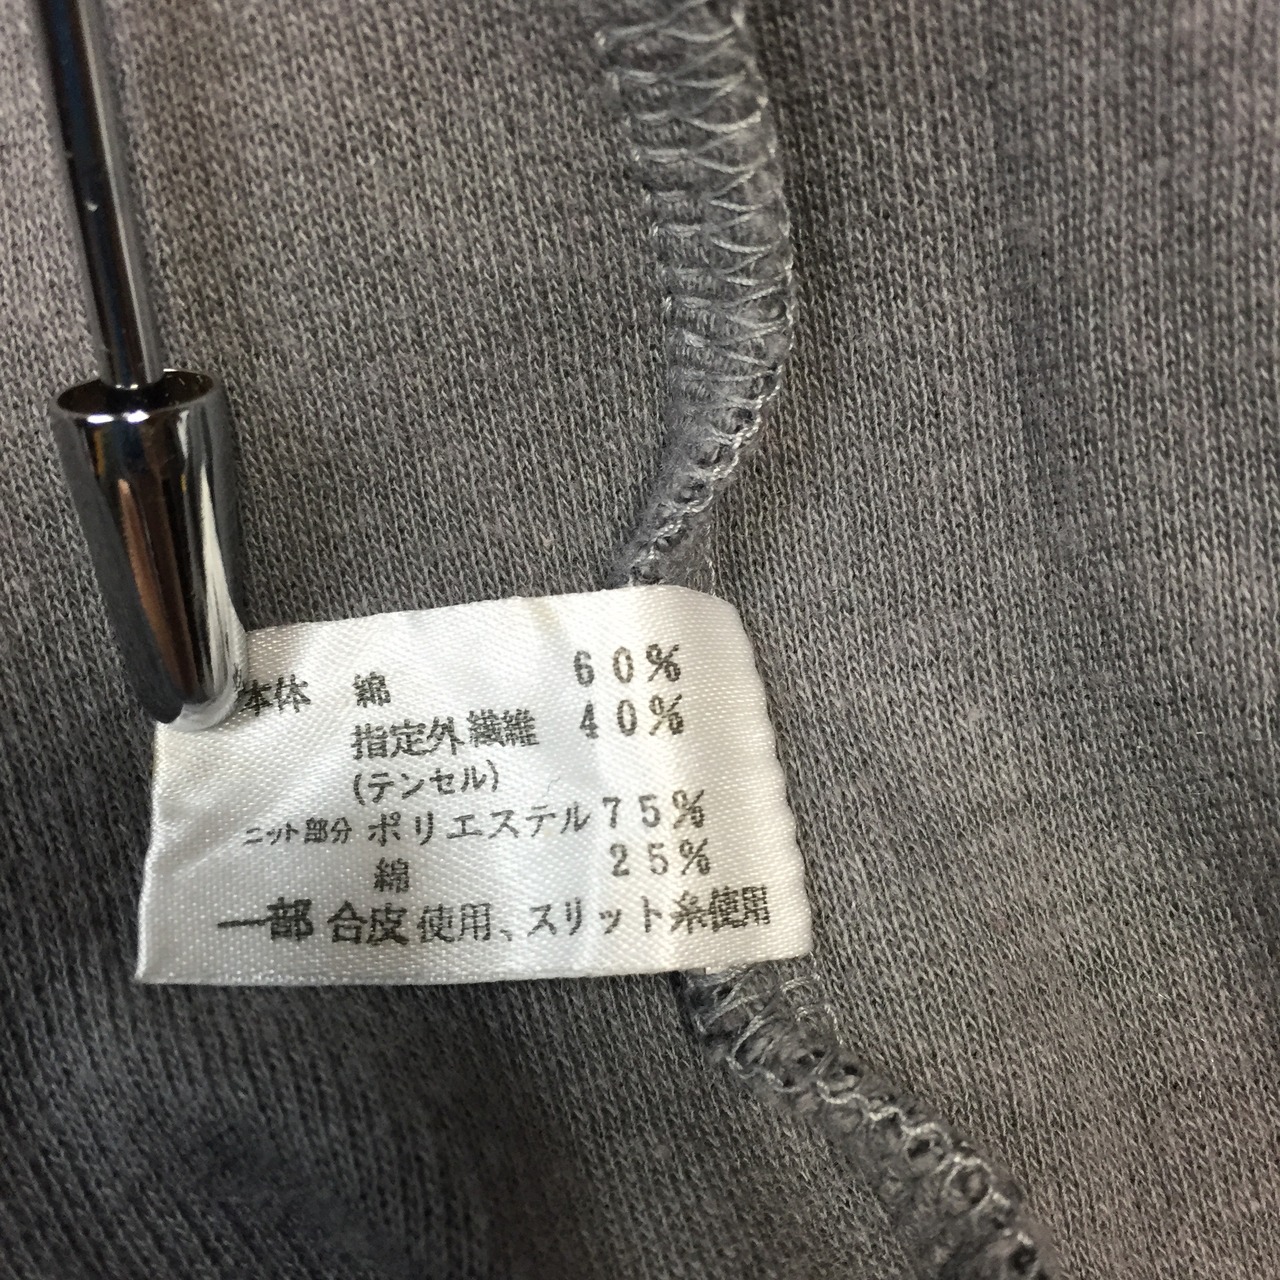 本体 綿 60%
指定外繊維 40%
(テンセル)
ニット部分 ポリエステル 75%
綿 25%
一部 合皮使用、スリット糸使用